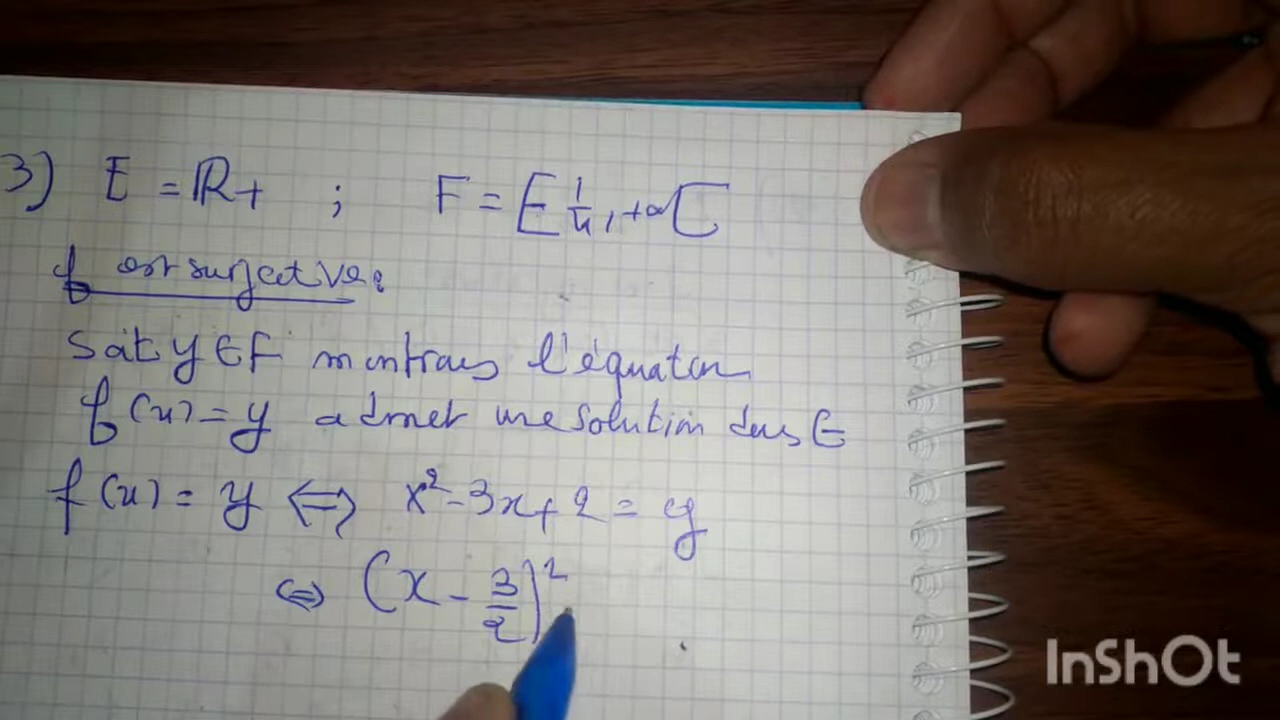 3) E = ℝ+ ; F = [ 1/4, +∞ [
f est surjective :
Soit y ∈ F montrons l'équation
f(x) = y admet une solution dans E
f(x) = y ⇔ x² - 3x + 2 = y
⇔ (x - 3/2)²
InShOt